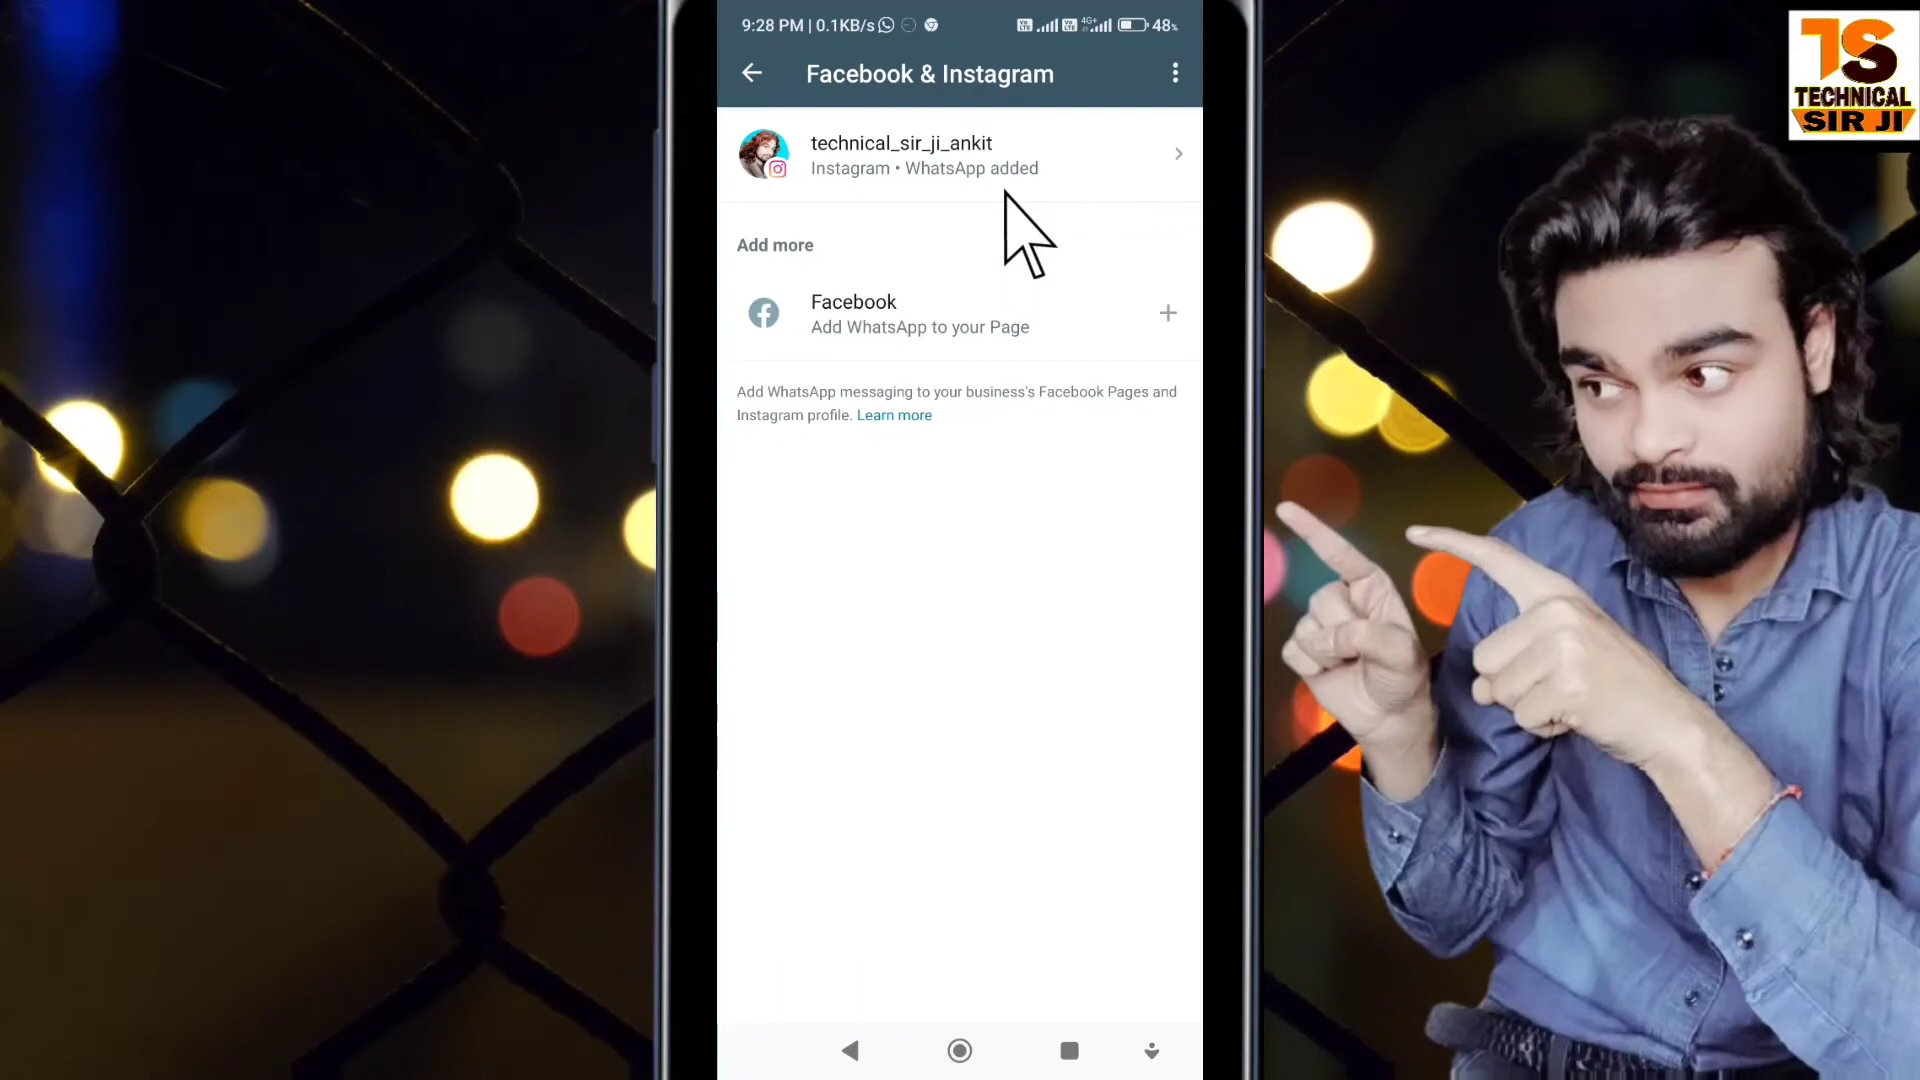 9:28 PM | 0.1KB/s
4G+
48%
Facebook & Instagram
technical_sir_ji_ankit
Instagram • WhatsApp added
Add more
Facebook
Add WhatsApp to your Page
Add WhatsApp messaging to your business's Facebook Pages and
Instagram profile. Learn more
TS
TECHNICAL
SIR JI